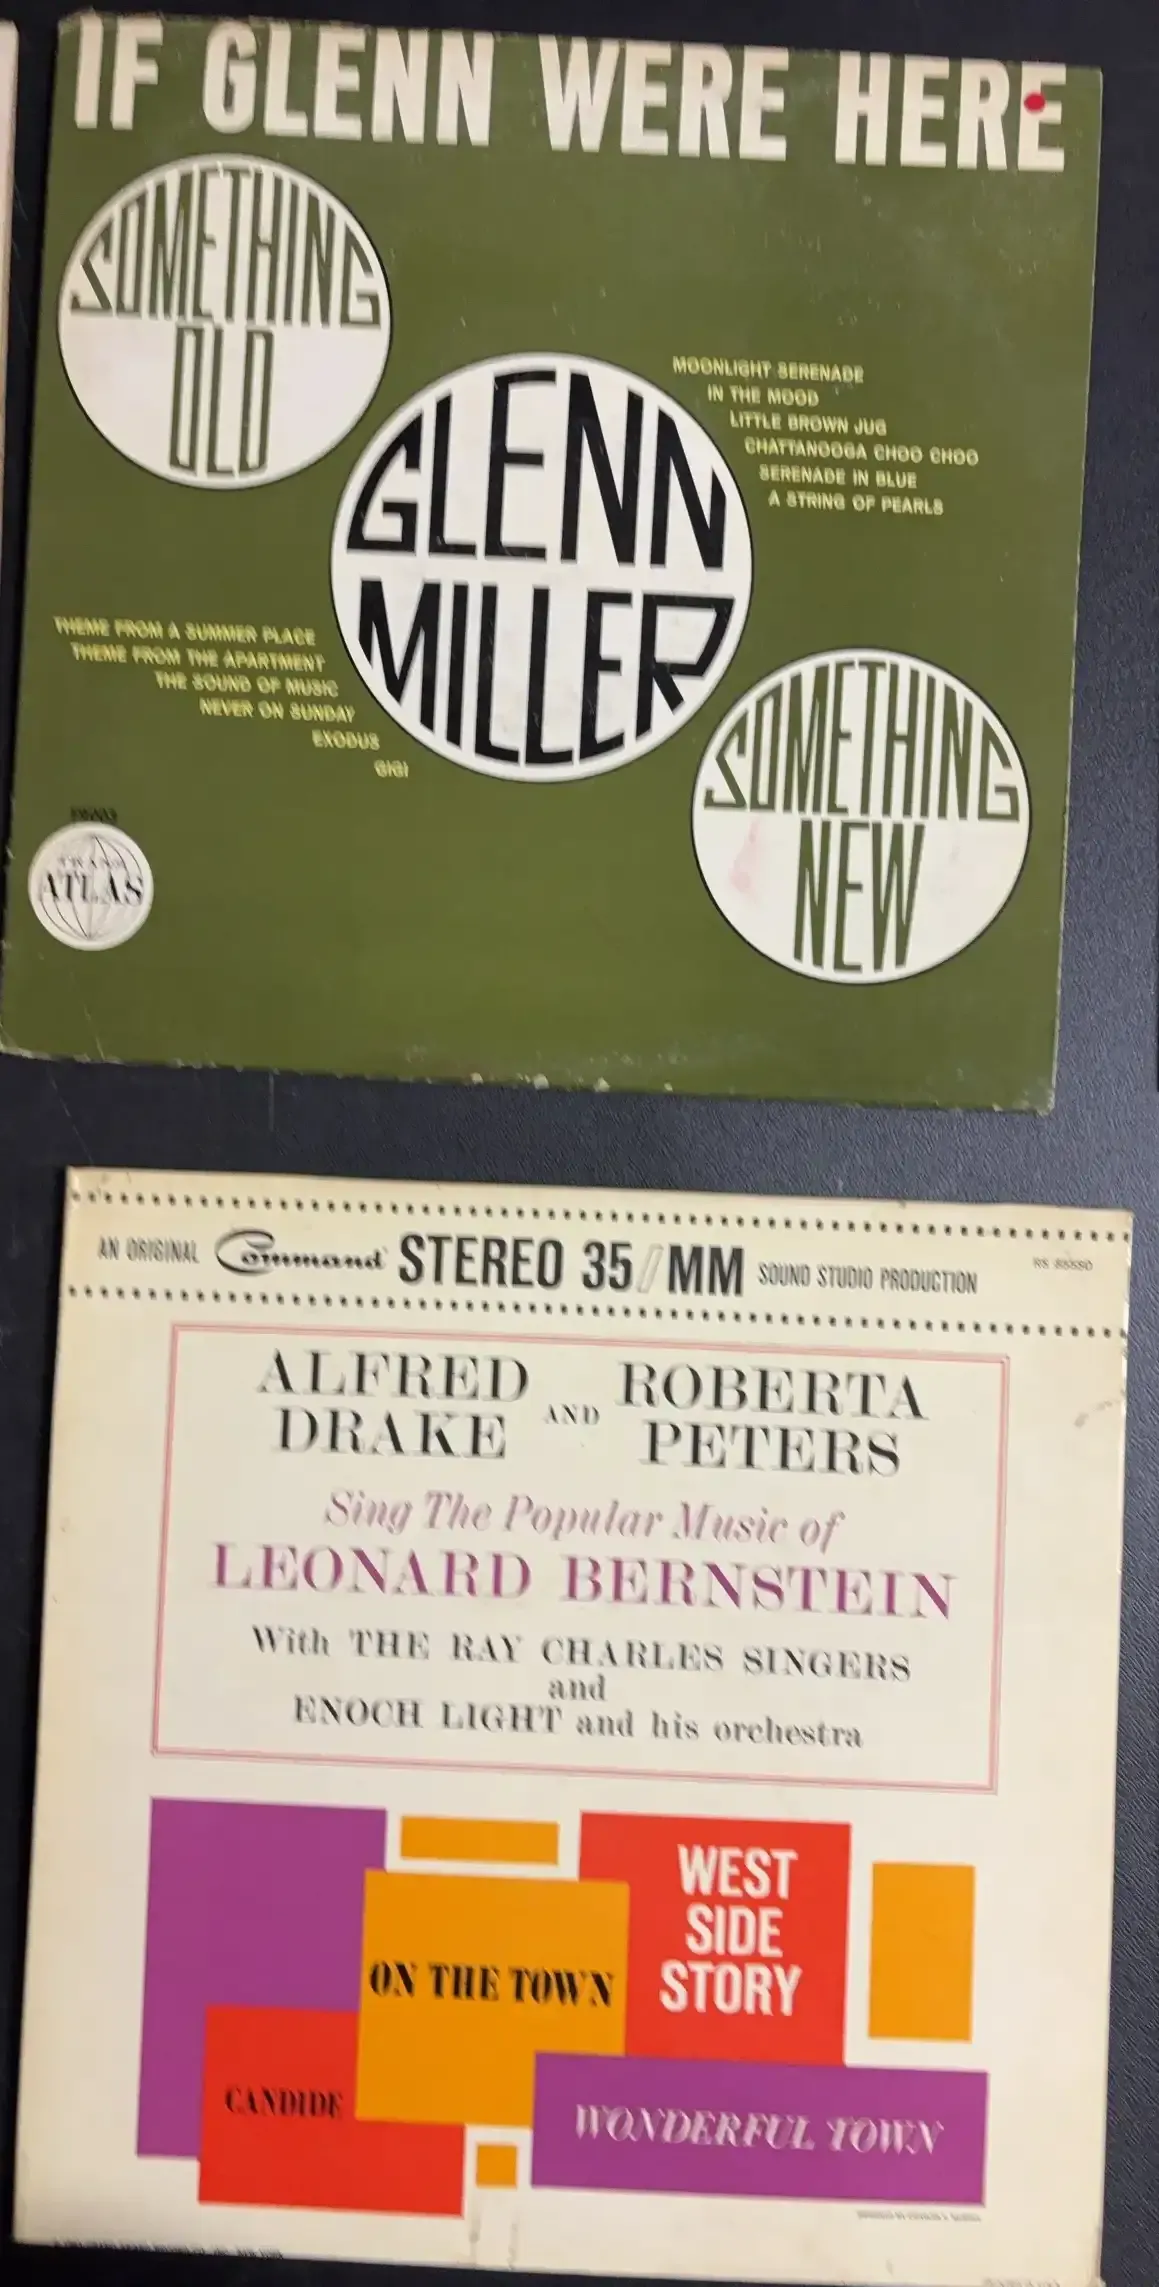 IF GLENN WERE HERE
SOMETHING
OLD
GLENN
MILLER
MOONLIGHT SERENADE
IN THE MOOD
LITTLE BROWN JUG
CHATTANOOGA CHOO CHOO
SERENADE IN BLUE
A STRING OF PEARLS
THEME FROM A SUMMER PLACE
THEME FROM THE APARTMENT
THE SOUND OF MUSIC
NEVER ON SUNDAY
EXODUS
GIGI
SOMETHING
NEW
TRANS
ATLAS
AN ORIGINAL Command STEREO 35/MM SOUND STUDIO PRODUCTION
ALFRED DRAKE AND ROBERTA PETERS
Sing The Popular Music of
LEONARD BERNSTEIN
With THE RAY CHARLES SINGERS
and
ENOCH LIGHT and his orchestra
WEST
SIDE
STORY
ON THE TOWN
CANDIDE
WONDERFUL TOWN